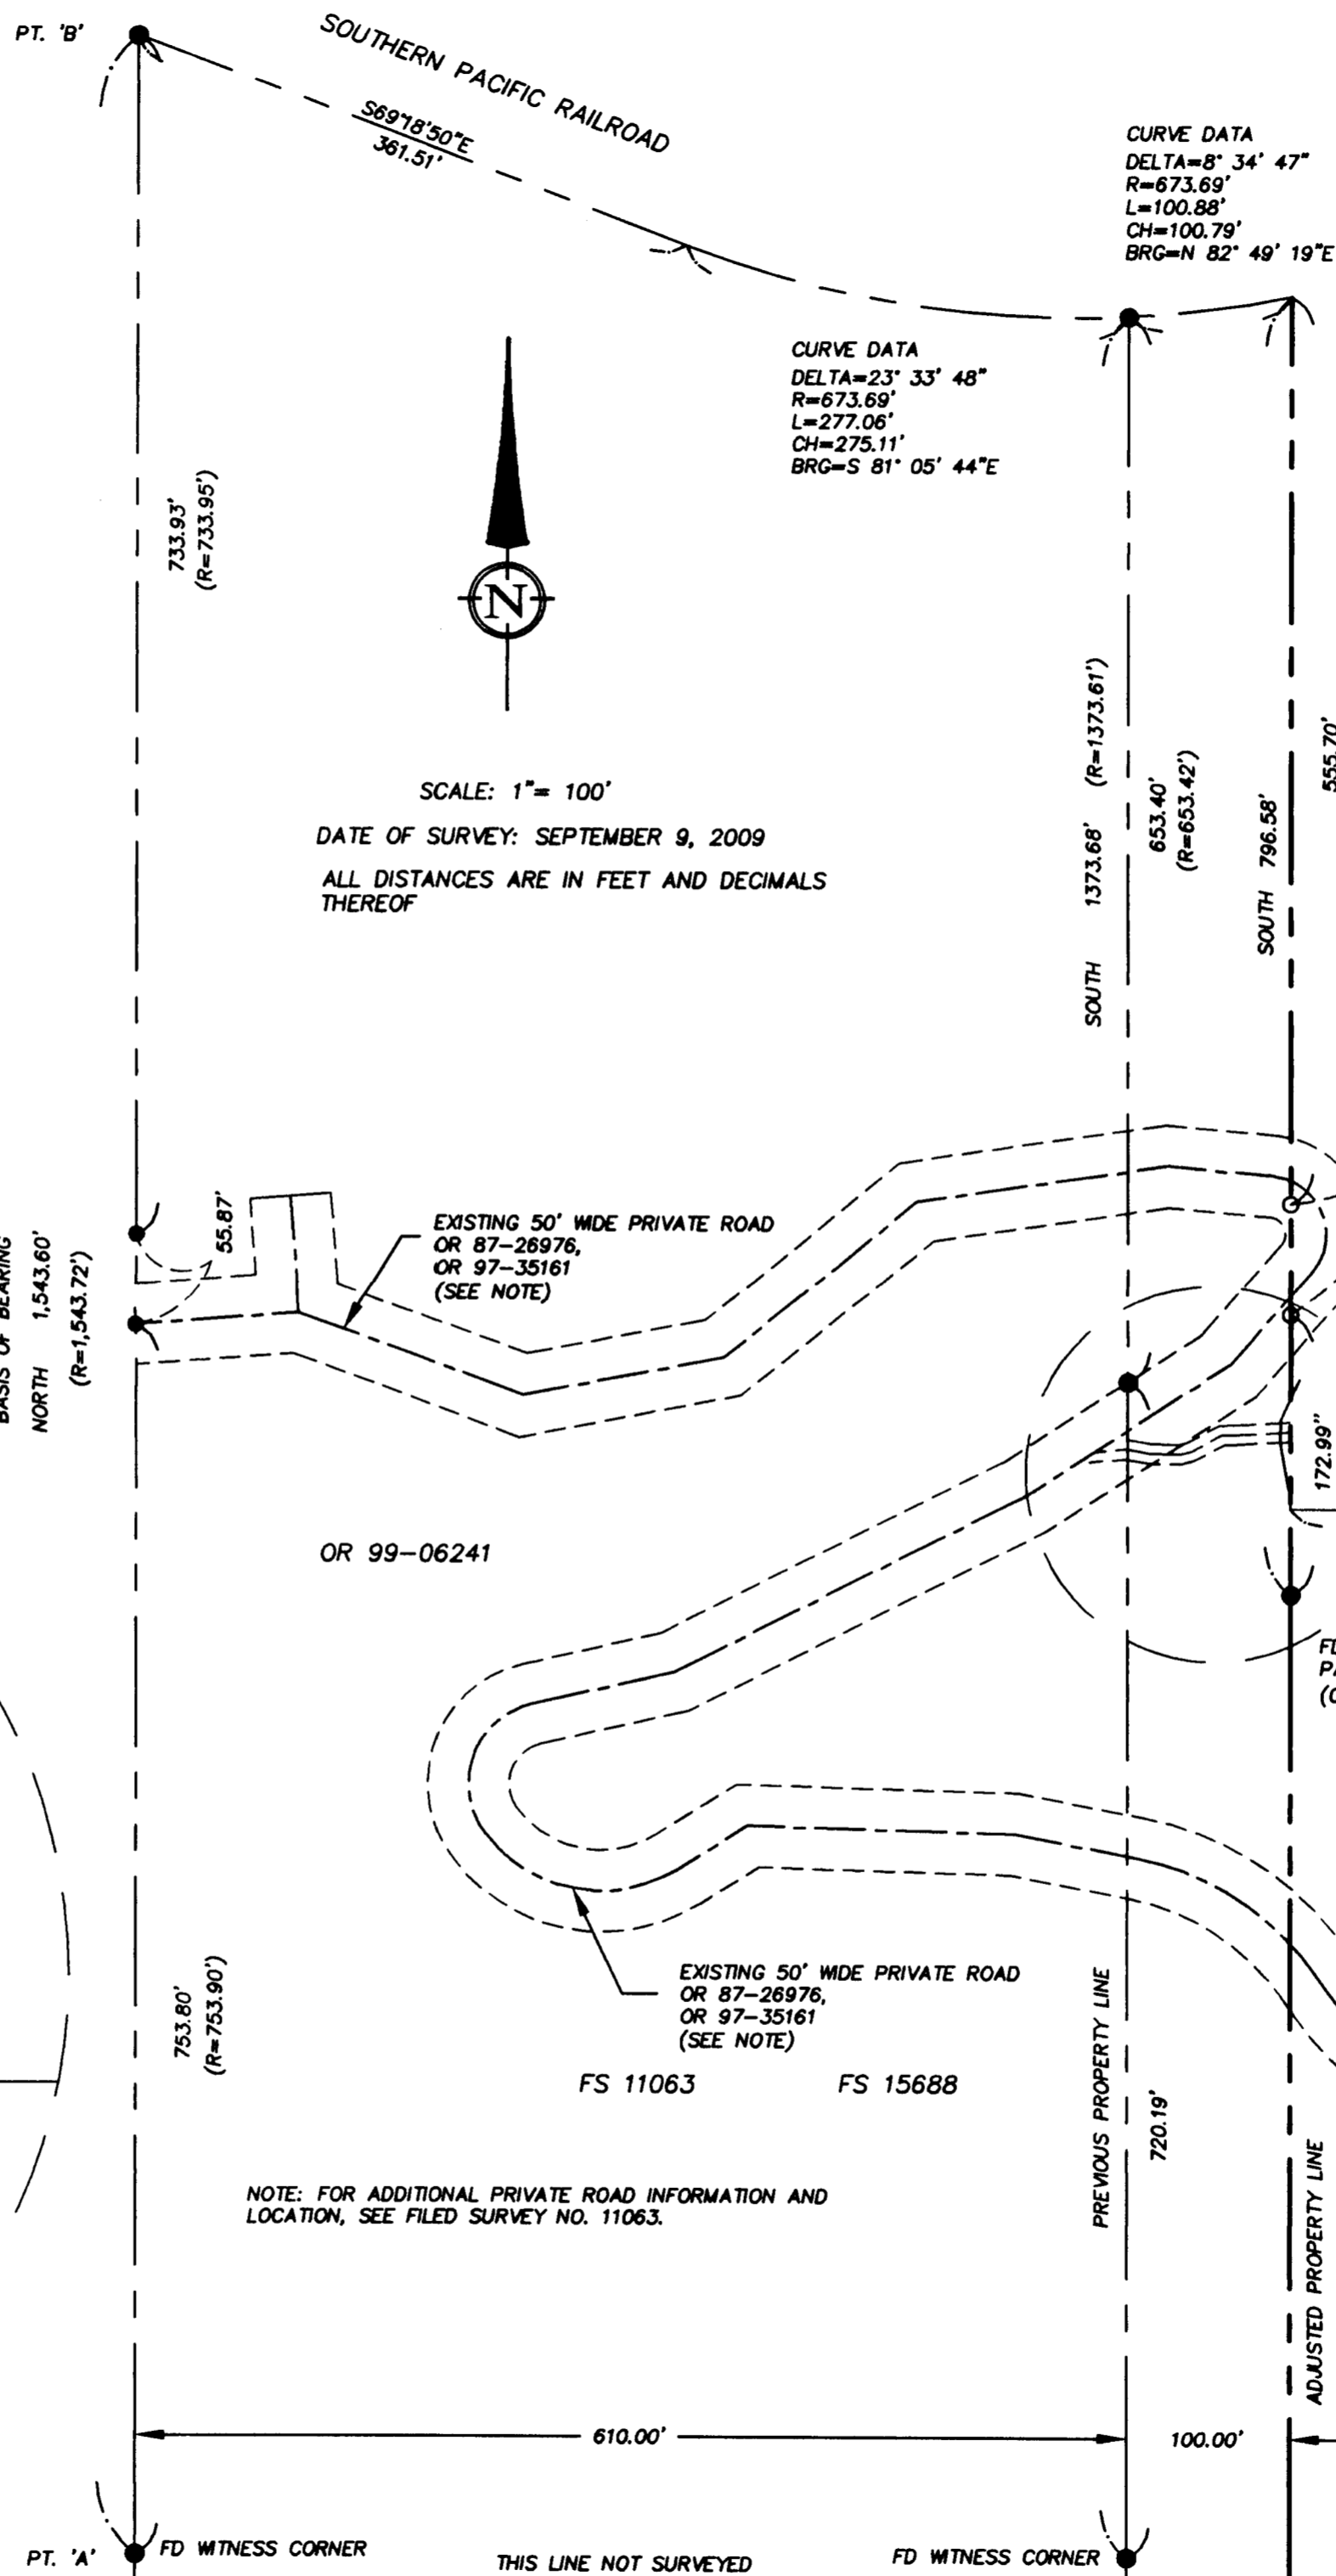 PT. 'B'
SOUTHERN PACIFIC RAILROAD
S69°18'50"E
361.51'
CURVE DATA
DELTA=8° 34' 47"
R=673.69'
L=100.88'
CH=100.79'
BRG=N 82° 49' 19"E
CURVE DATA
DELTA=23° 33' 48"
R=673.69'
L=277.06'
CH=275.11'
BRG=S 81° 05' 44"E
733.93'
(R=733.95')
N
SCALE: 1"= 100'
DATE OF SURVEY: SEPTEMBER 9, 2009
ALL DISTANCES ARE IN FEET AND DECIMALS
THEREOF
SOUTH 1373.68' (R=1373.61')
653.40'
(R=653.42')
SOUTH 796.58'
555.70'
BASIS OF BEARING
NORTH 1,543.60'
(R=1,543.72')
55.87'
EXISTING 50' WIDE PRIVATE ROAD
OR 87-26976,
OR 97-35161
(SEE NOTE)
172.99"
OR 99-06241
753.80'
(R=753.90')
EXISTING 50' WIDE PRIVATE ROAD
OR 87-26976,
OR 97-35161
(SEE NOTE)
FS 11063 FS 15688
PREVIOUS PROPERTY LINE
720.19'
ADJUSTED PROPERTY LINE
NOTE: FOR ADDITIONAL PRIVATE ROAD INFORMATION AND
LOCATION, SEE FILED SURVEY NO. 11063.
610.00'
100.00'
PT. 'A'
FD WITNESS CORNER
THIS LINE NOT SURVEYED
FD WITNESS CORNER